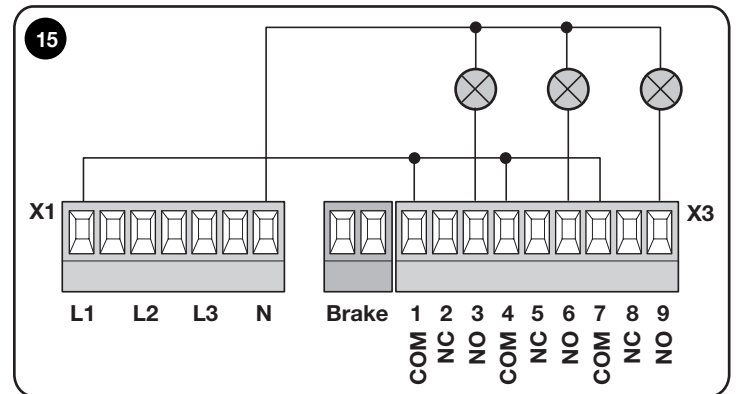 15
X1
X3
L1 L2 L3 N Brake 1 2 3 4 5 6 7 8 9
COM NC NO COM NC NO COM NC NO